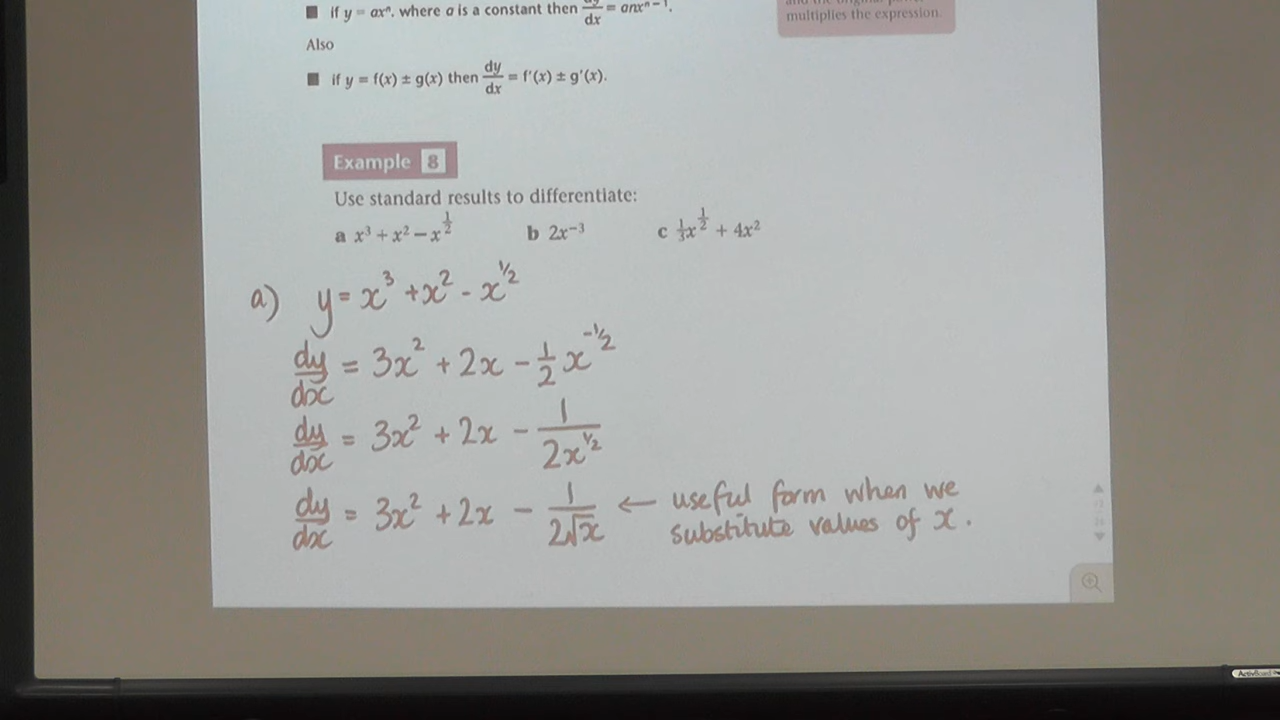 if y = axⁿ, where a is a constant then dy/dx = anxⁿ⁻¹.
multiplies the expression.
Also
if y = f(x) ± g(x) then dy/dx = f′(x) ± g′(x).
Example 8
Use standard results to differentiate:
a x³ + x² − x^½ b 2x⁻³ c ⅓x^½ + 4x²
a) y = x³ + x² - x^½
dy/dx = 3x² + 2x - ½ x^-½
dy/dx = 3x² + 2x - 1/2x^½
dy/dx = 3x² + 2x - 1/2√x ← useful form when we
substitute values of x.
ActivBoard